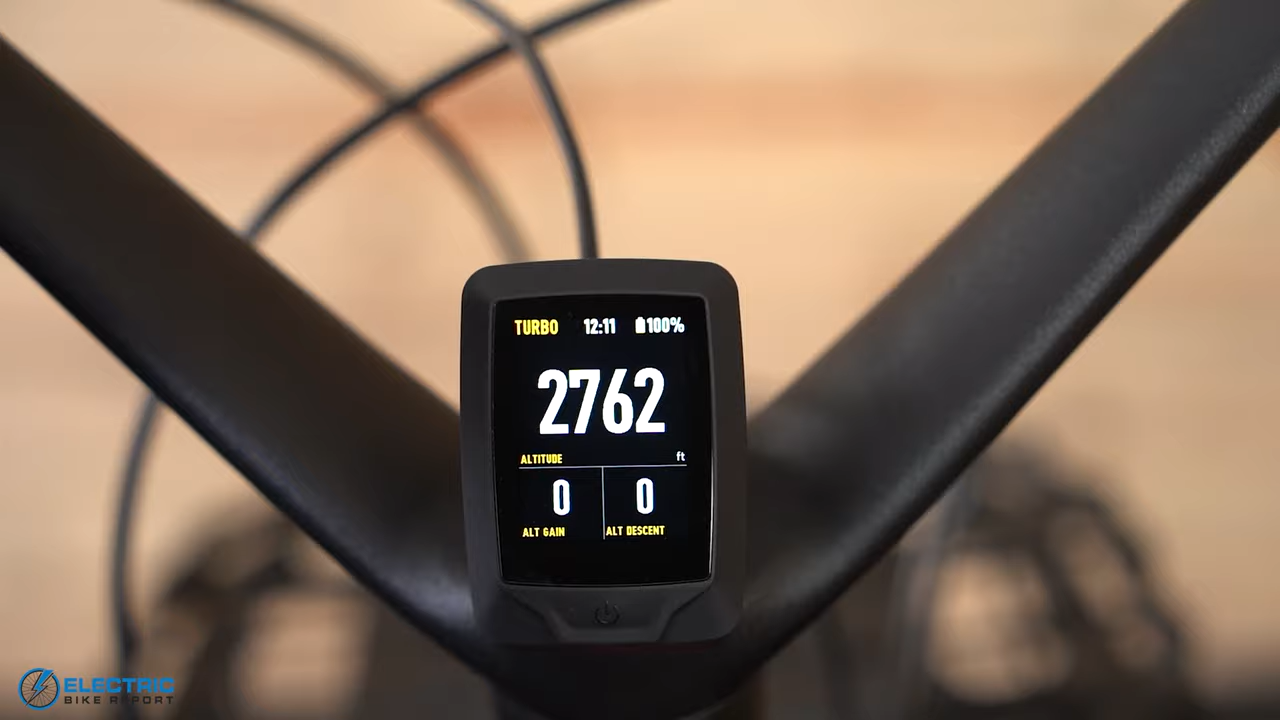 TURBO 12:11 100%
2762
ALTITUDE ft
0 0
ALT GAIN ALT DESCENT
ELECTRIC
BIKE REPORT